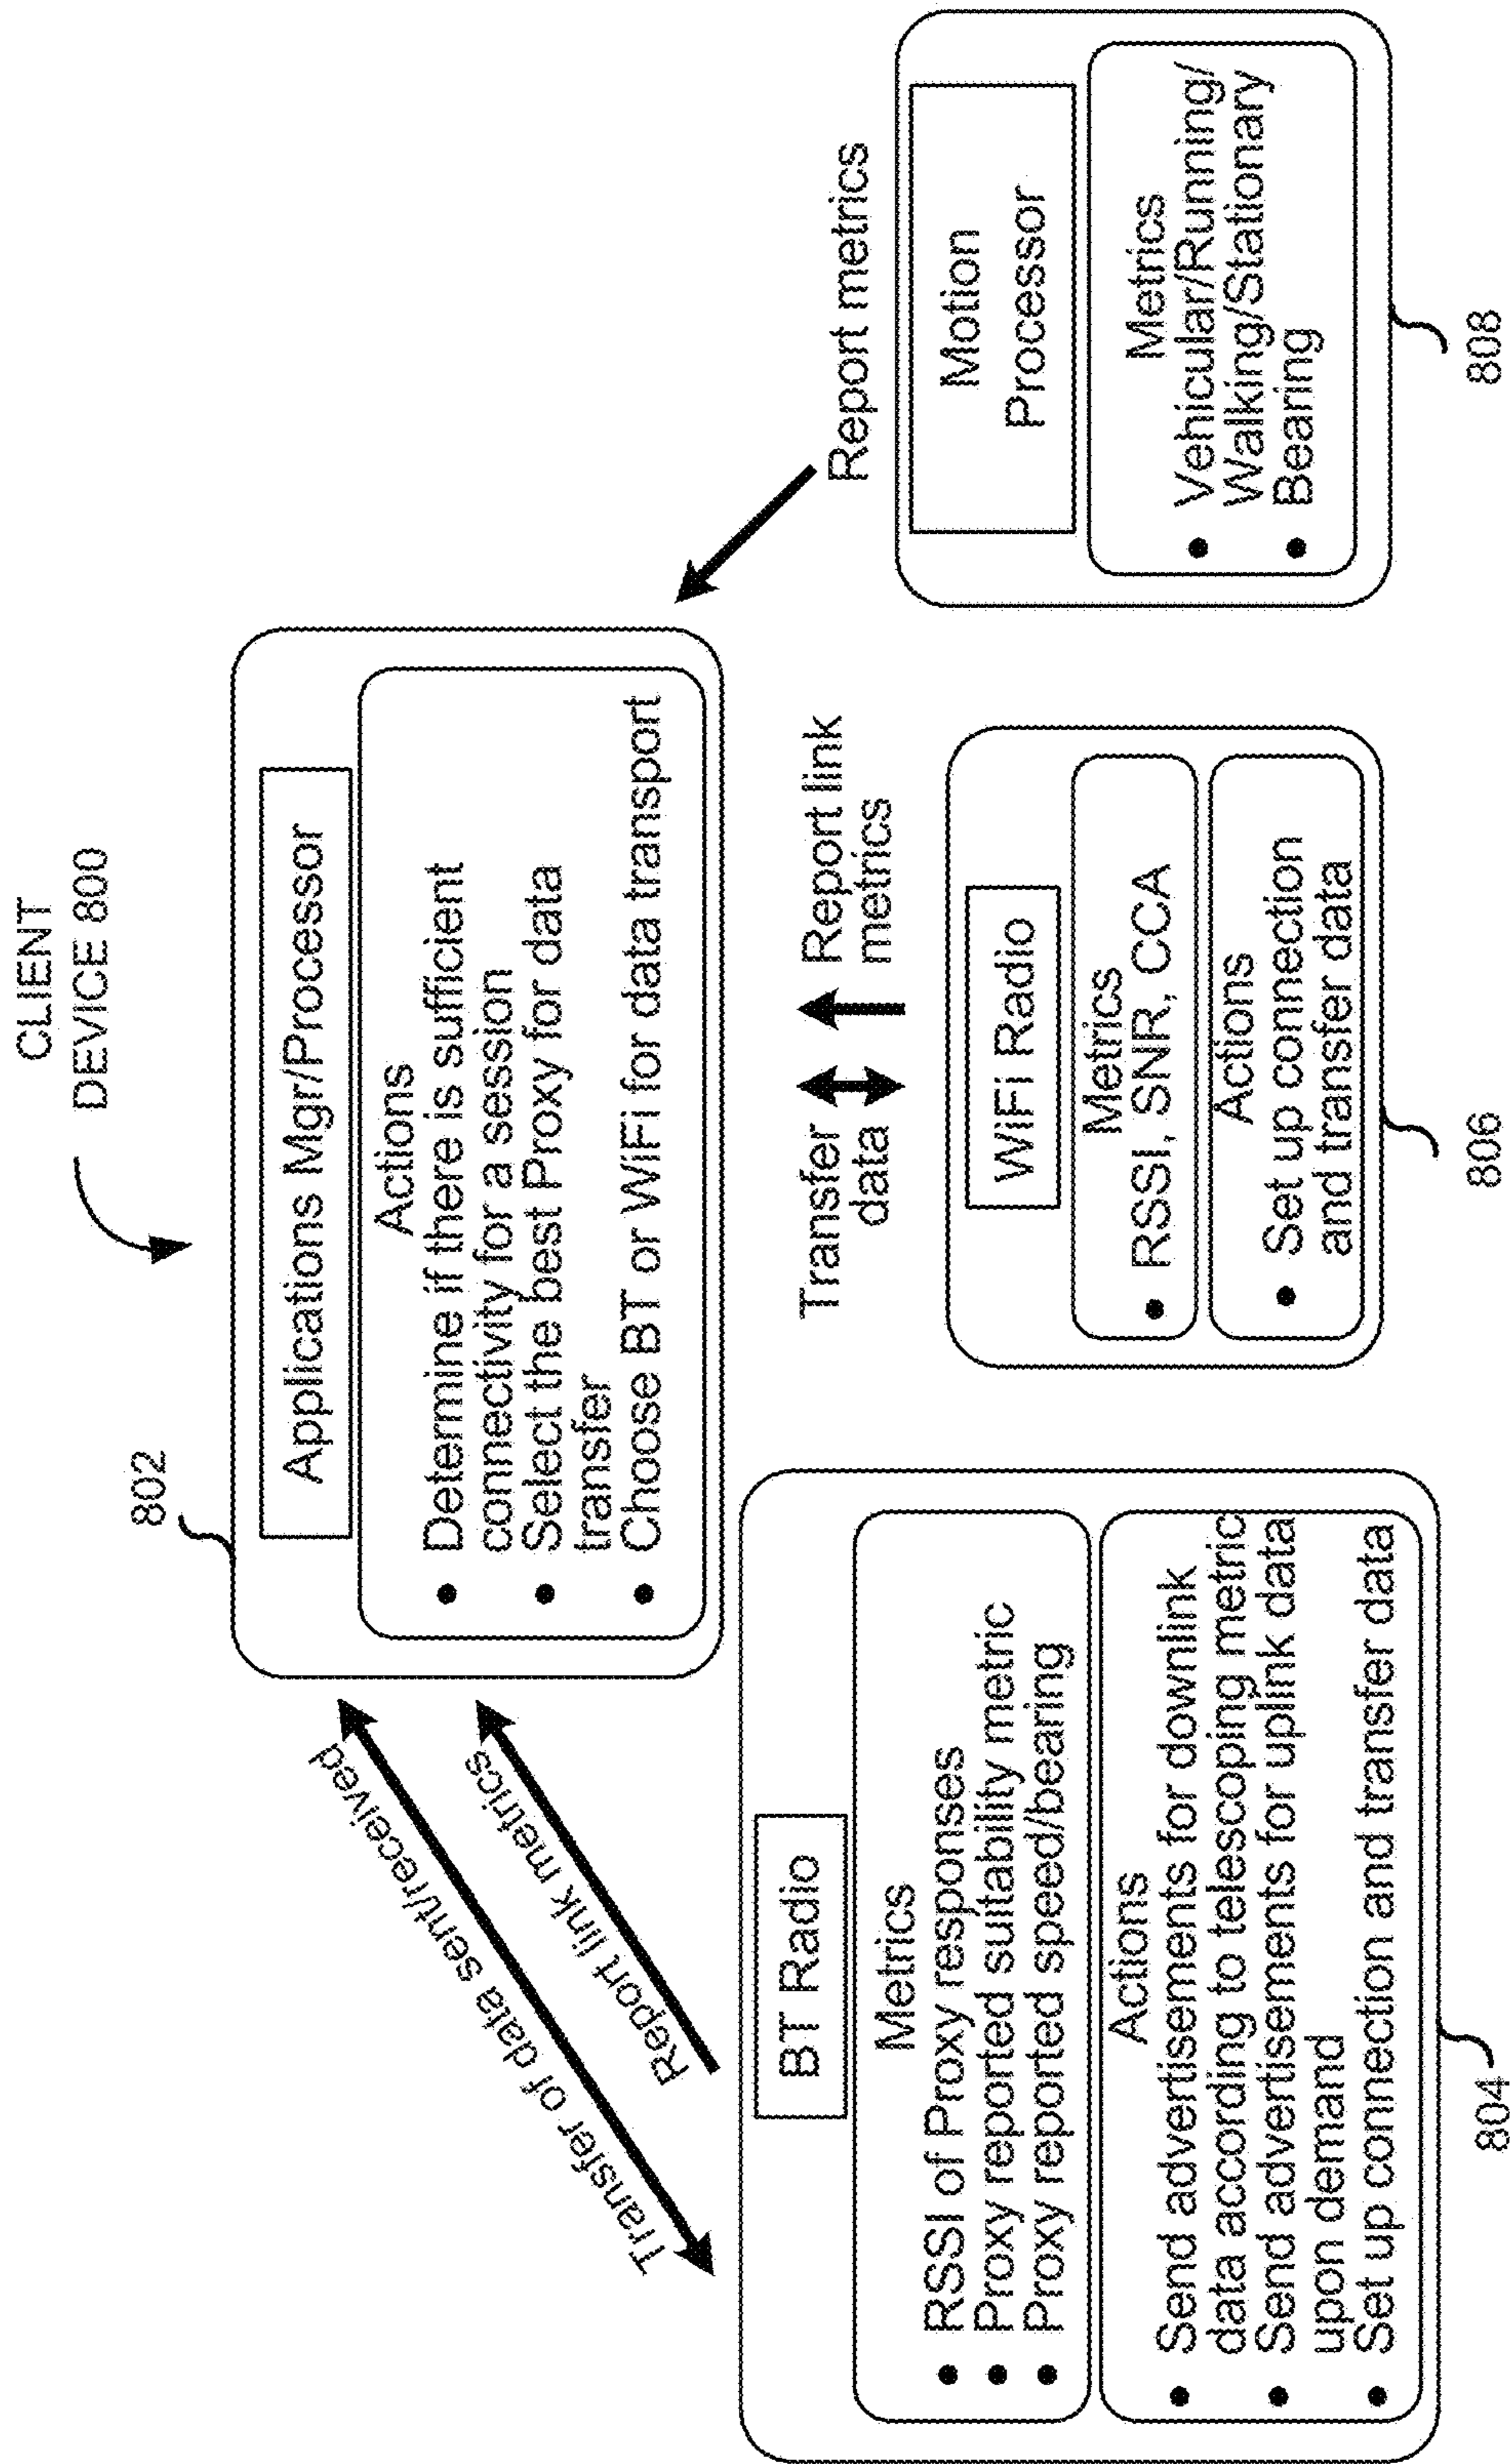 CLIENT
DEVICE 800
802
Applications Mgr/Processor
Actions
• Determine if there is sufficient
connectivity for a session
• Select the best Proxy for data
transfer
• Choose BT or WiFi for data transport
Transfer of data sent/received
Report link metrics
Transfer
data
Report link
metrics
Report metrics
BT Radio
Metrics
• RSSI of Proxy responses
• Proxy reported suitability metric
• Proxy reported speed/bearing
Actions
• Send advertisements for downlink
data according to telescoping metric
• Send advertisements for uplink data
upon demand
• Set up connection and transfer data
804
WiFi Radio
Metrics
• RSSI, SNR, CCA
Actions
• Set up connection
and transfer data
806
Motion
Processor
Metrics
• Vehicular/Running/
Walking/Stationary
• Bearing
808